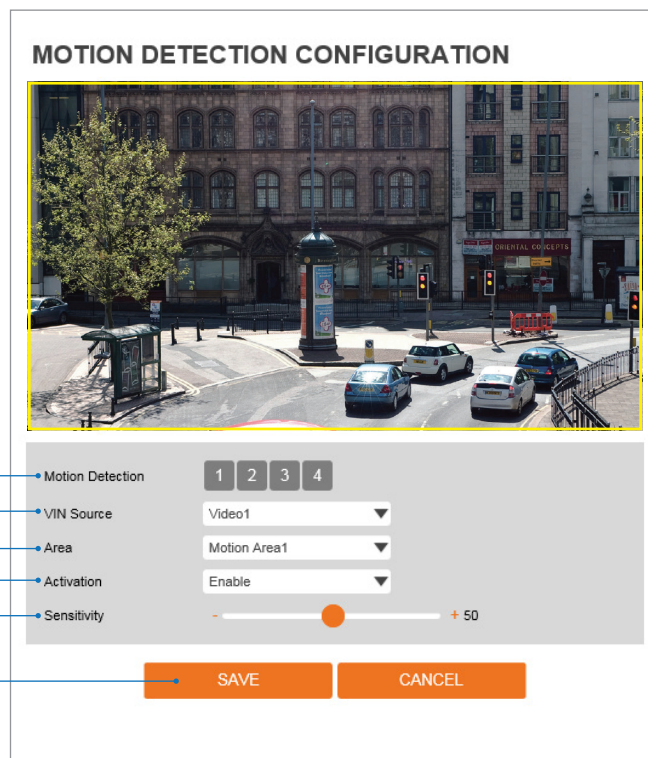 MOTION DETECTION CONFIGURATION
ORIENTAL CONCEPTS
Motion Detection 1 2 3 4
VIN Source Video1
Area Motion Area1
Activation Enable
Sensitivity - + 50
SAVE CANCEL